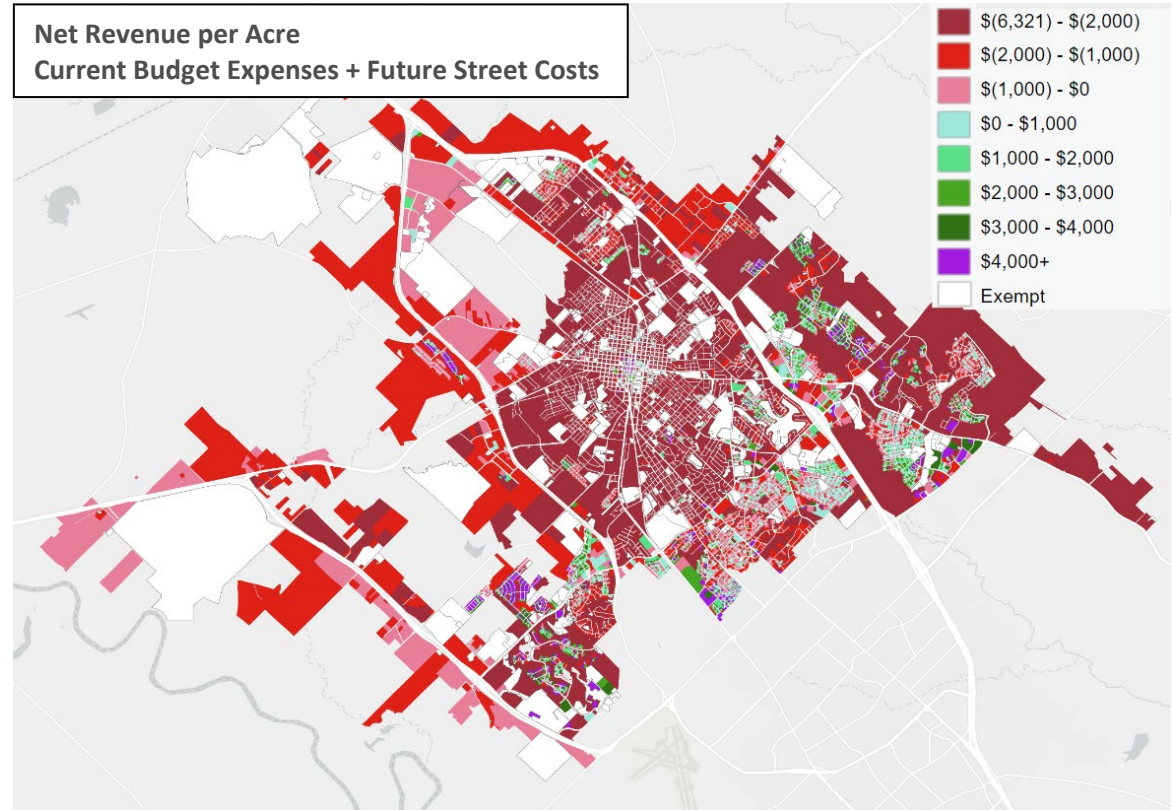 Net Revenue per Acre
Current Budget Expenses + Future Street Costs
$(6,321) - $(2,000)
$(2,000) - $(1,000)
$(1,000) - $0
$0 - $1,000
$1,000 - $2,000
$2,000 - $3,000
$3,000 - $4,000
$4,000+
Exempt